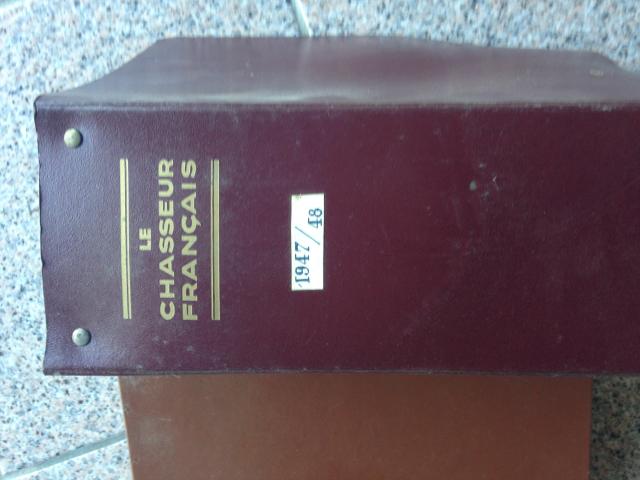 LE
CHASSEUR
FRANÇAIS
1947/48